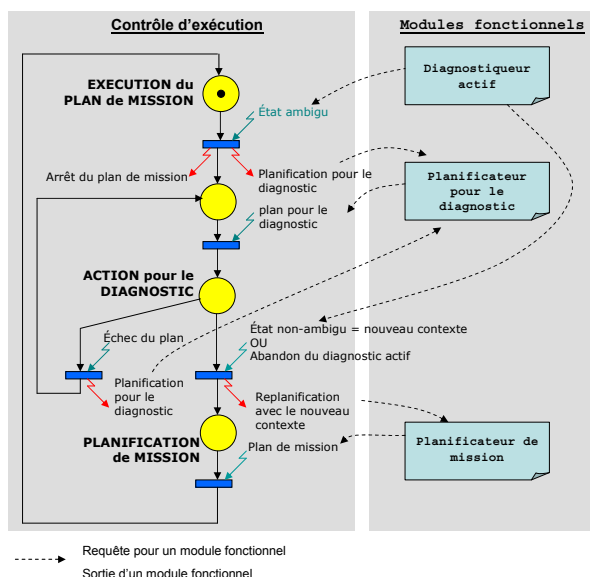 Contrôle d'exécution
Modules fonctionnels
EXECUTION du
PLAN de MISSION
Diagnostiqueur
actif
État ambigu
Arrêt du plan de mission
Planification pour le
diagnostic
Planificateur
pour le
diagnostic
plan pour le
diagnostic
ACTION pour le
DIAGNOSTIC
Échec du plan
État non-ambigu = nouveau contexte
OU
Abandon du diagnostic actif
Planification
pour le
diagnostic
Replanification
avec le nouveau
contexte
PLANIFICATION
de MISSION
Plan de mission
Planificateur de
mission
Requête pour un module fonctionnel
Sortie d'un module fonctionnel